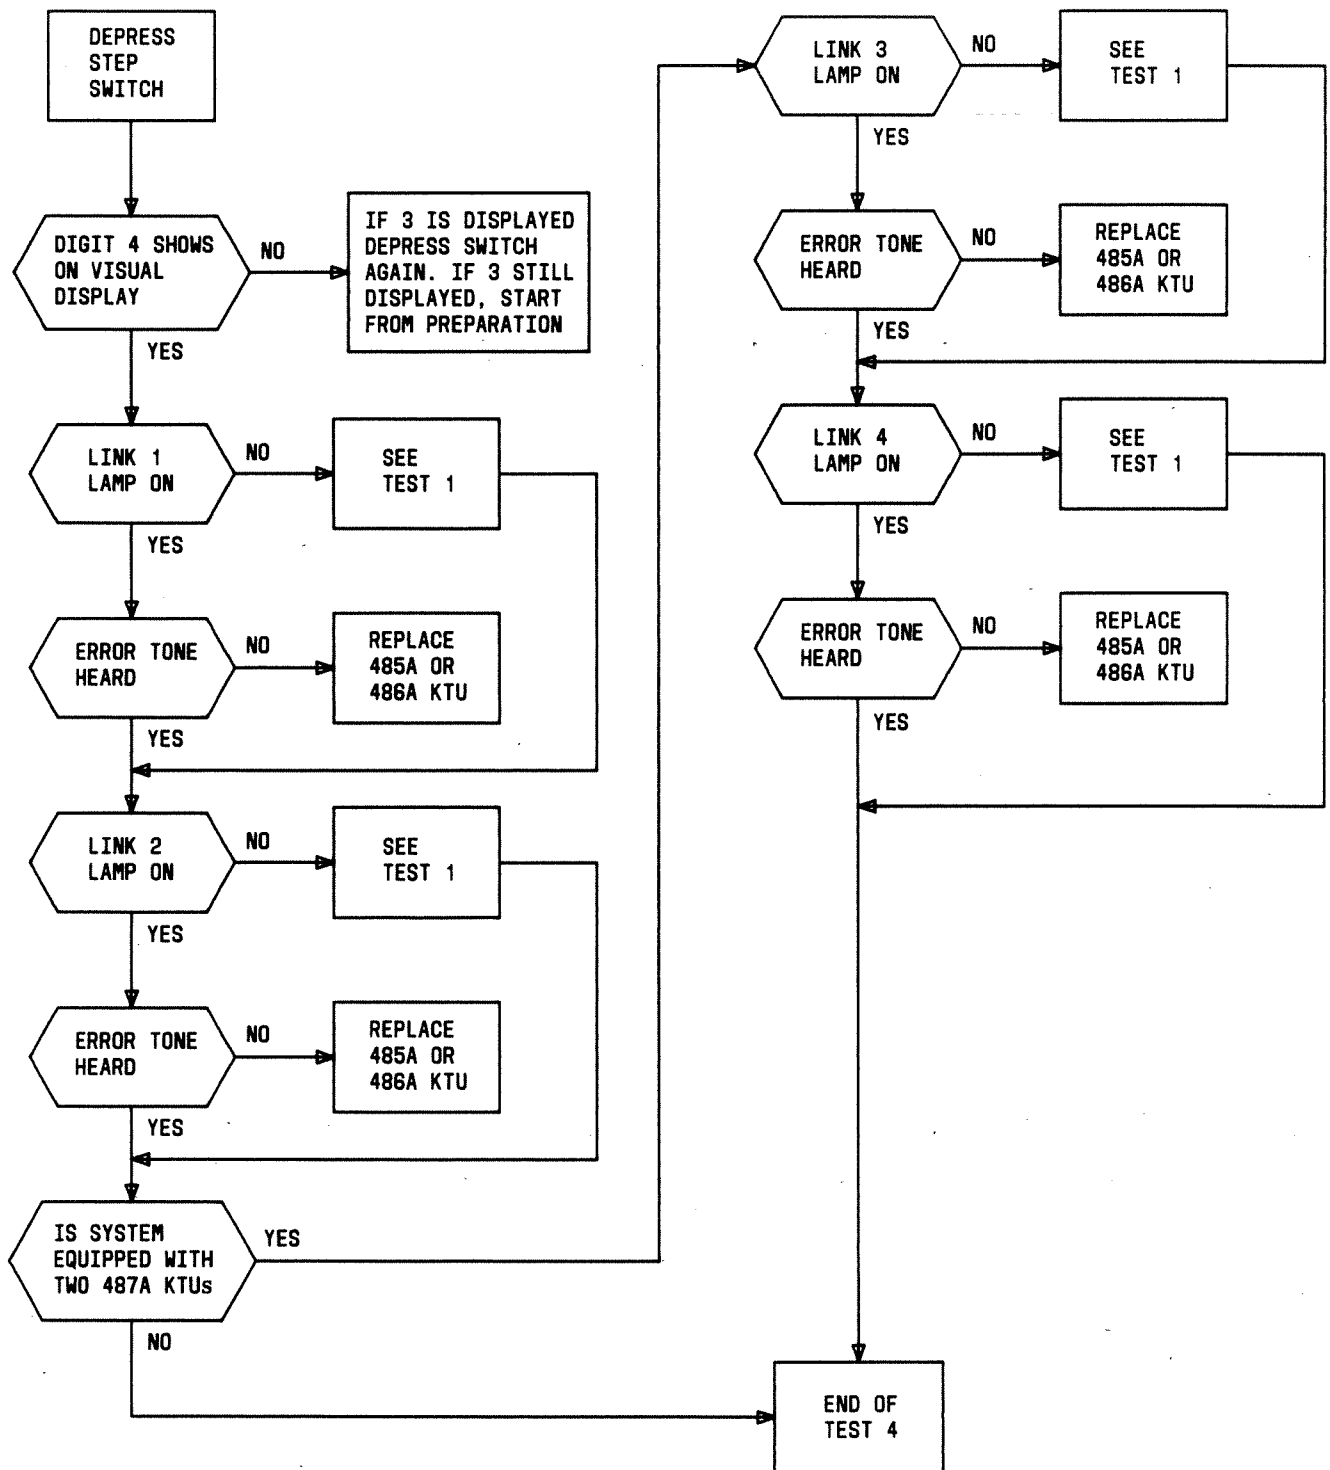 DEPRESS
STEP
SWITCH
DIGIT 4 SHOWS
ON VISUAL
DISPLAY
NO
IF 3 IS DISPLAYED
DEPRESS SWITCH
AGAIN. IF 3 STILL
DISPLAYED, START
FROM PREPARATION
YES
LINK 1
LAMP ON
NO
SEE
TEST 1
YES
ERROR TONE
HEARD
NO
REPLACE
485A OR
486A KTU
YES
LINK 2
LAMP ON
NO
SEE
TEST 1
YES
ERROR TONE
HEARD
NO
REPLACE
485A OR
486A KTU
YES
IS SYSTEM
EQUIPPED WITH
TWO 487A KTUs
YES
NO
LINK 3
LAMP ON
NO
SEE
TEST 1
YES
ERROR TONE
HEARD
NO
REPLACE
485A OR
486A KTU
YES
LINK 4
LAMP ON
NO
SEE
TEST 1
YES
ERROR TONE
HEARD
NO
REPLACE
485A OR
486A KTU
YES
END OF
TEST 4